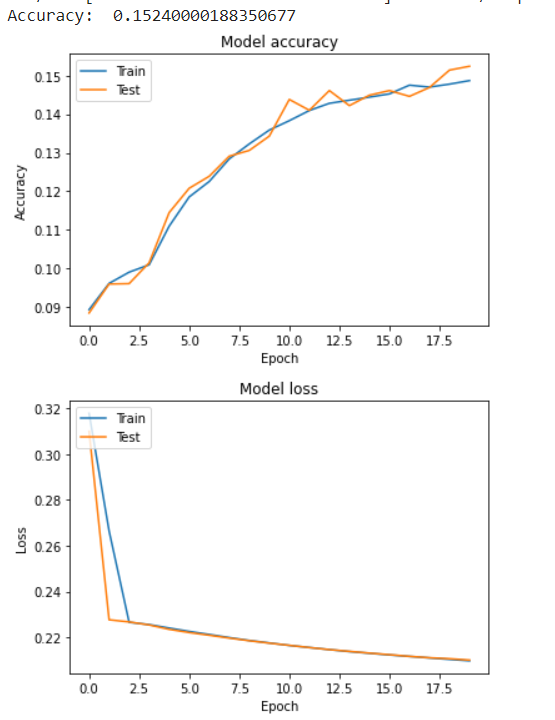 Accuracy:  0.15240000188350677
Model accuracy
Train
Test
0.15
0.14
0.13
0.12
0.11
0.10
0.09
Accuracy
0.0 2.5 5.0 7.5 10.0 12.5 15.0 17.5
Epoch
Model loss
Train
Test
0.32
0.30
0.28
0.26
0.24
0.22
Loss
0.0 2.5 5.0 7.5 10.0 12.5 15.0 17.5
Epoch